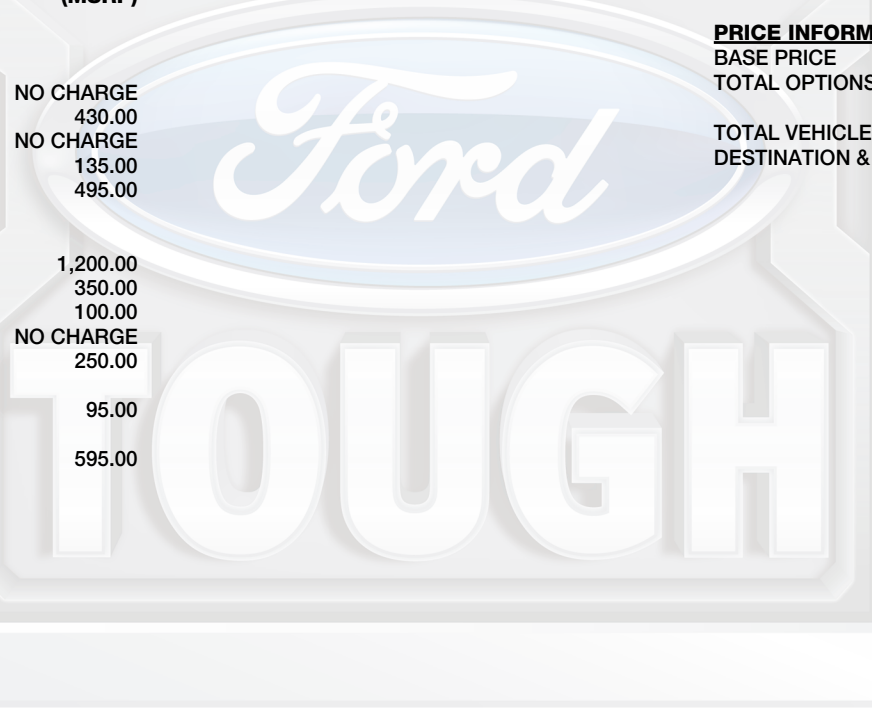 (MSRP)
NO CHARGE
430.00
NO CHARGE
135.00
495.00
1,200.00
350.00
100.00
NO CHARGE
250.00
95.00
595.00
PRICE INFORM
BASE PRICE
TOTAL OPTIONS
TOTAL VEHICLE
DESTINATION &
Ford
TOUGH